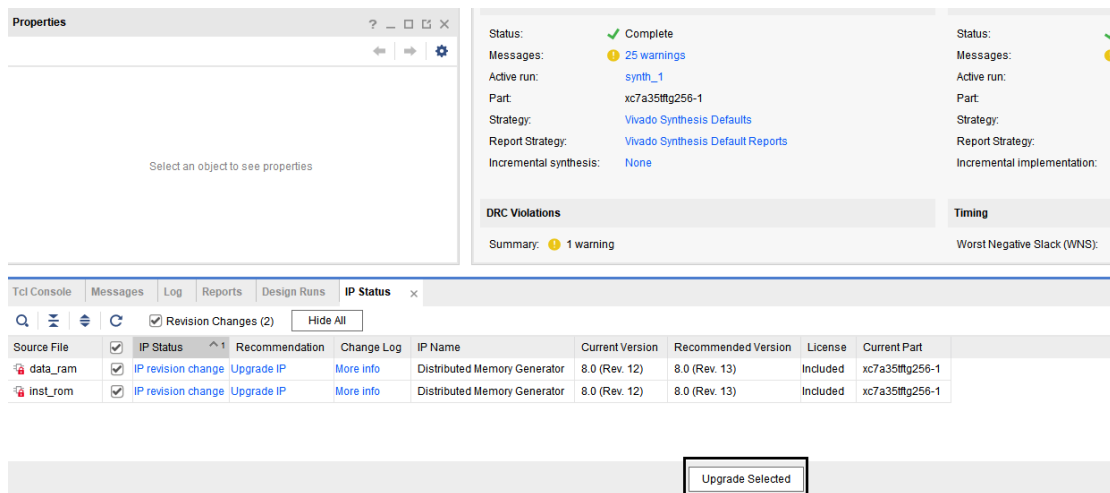 Properties
? _
Select an object to see properties
Status: Complete
Messages: 25 warnings
Active run: synth_1
Part: xc7a35tftg256-1
Strategy: Vivado Synthesis Defaults
Report Strategy: Vivado Synthesis Default Reports
Incremental synthesis: None
DRC Violations
Summary: 1 warning
Status:
Messages:
Active run:
Part:
Strategy:
Report Strategy:
Incremental implementation:
Timing
Worst Negative Slack (WNS):
Tcl Console Messages Log Reports Design Runs IP Status ×
Revision Changes (2) Hide All
Source File IP Status ^1 Recommendation Change Log IP Name Current Version Recommended Version License Current Part
data_ram IP revision change Upgrade IP More info Distributed Memory Generator 8.0 (Rev. 12) 8.0 (Rev. 13) Included xc7a35tftg256-1
inst_rom IP revision change Upgrade IP More info Distributed Memory Generator 8.0 (Rev. 12) 8.0 (Rev. 13) Included xc7a35tftg256-1
Upgrade Selected